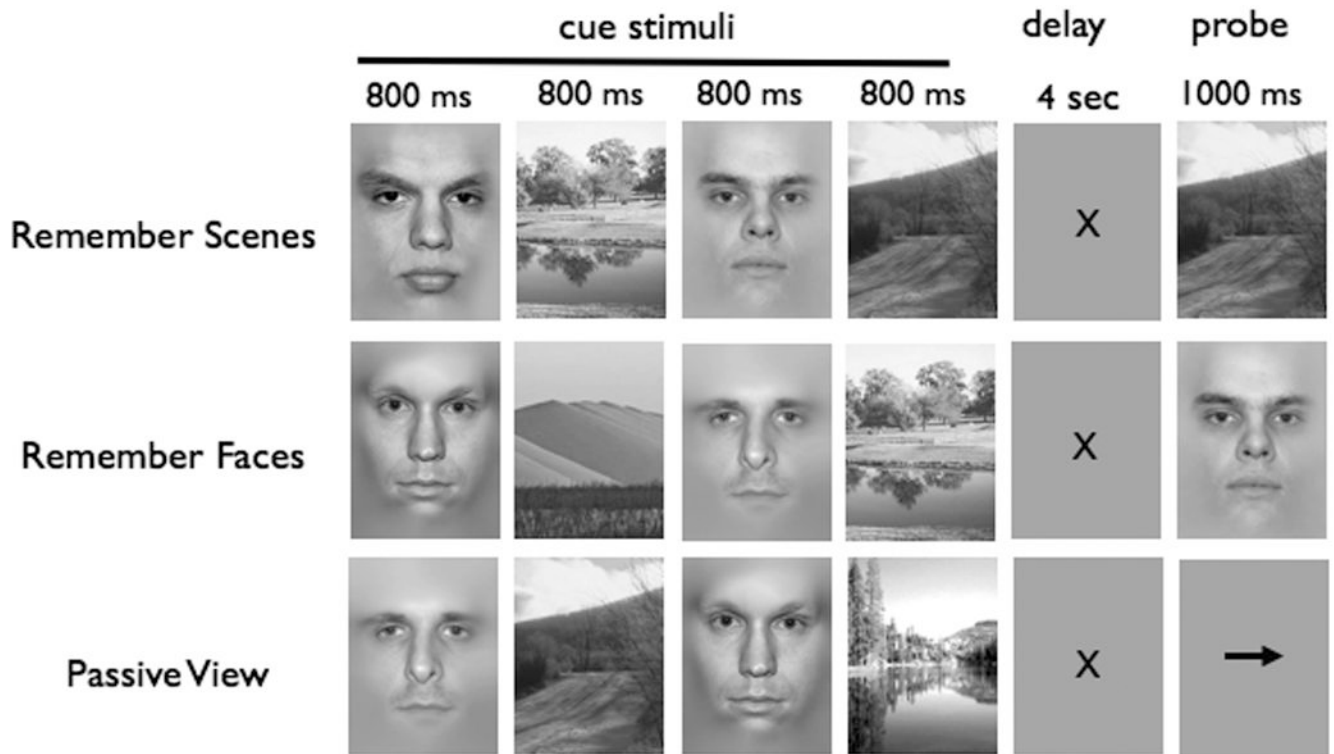 cue stimuli delay probe
800 ms 800 ms 800 ms 800 ms 4 sec 1000 ms
Remember Scenes X
Remember Faces X
Passive View X